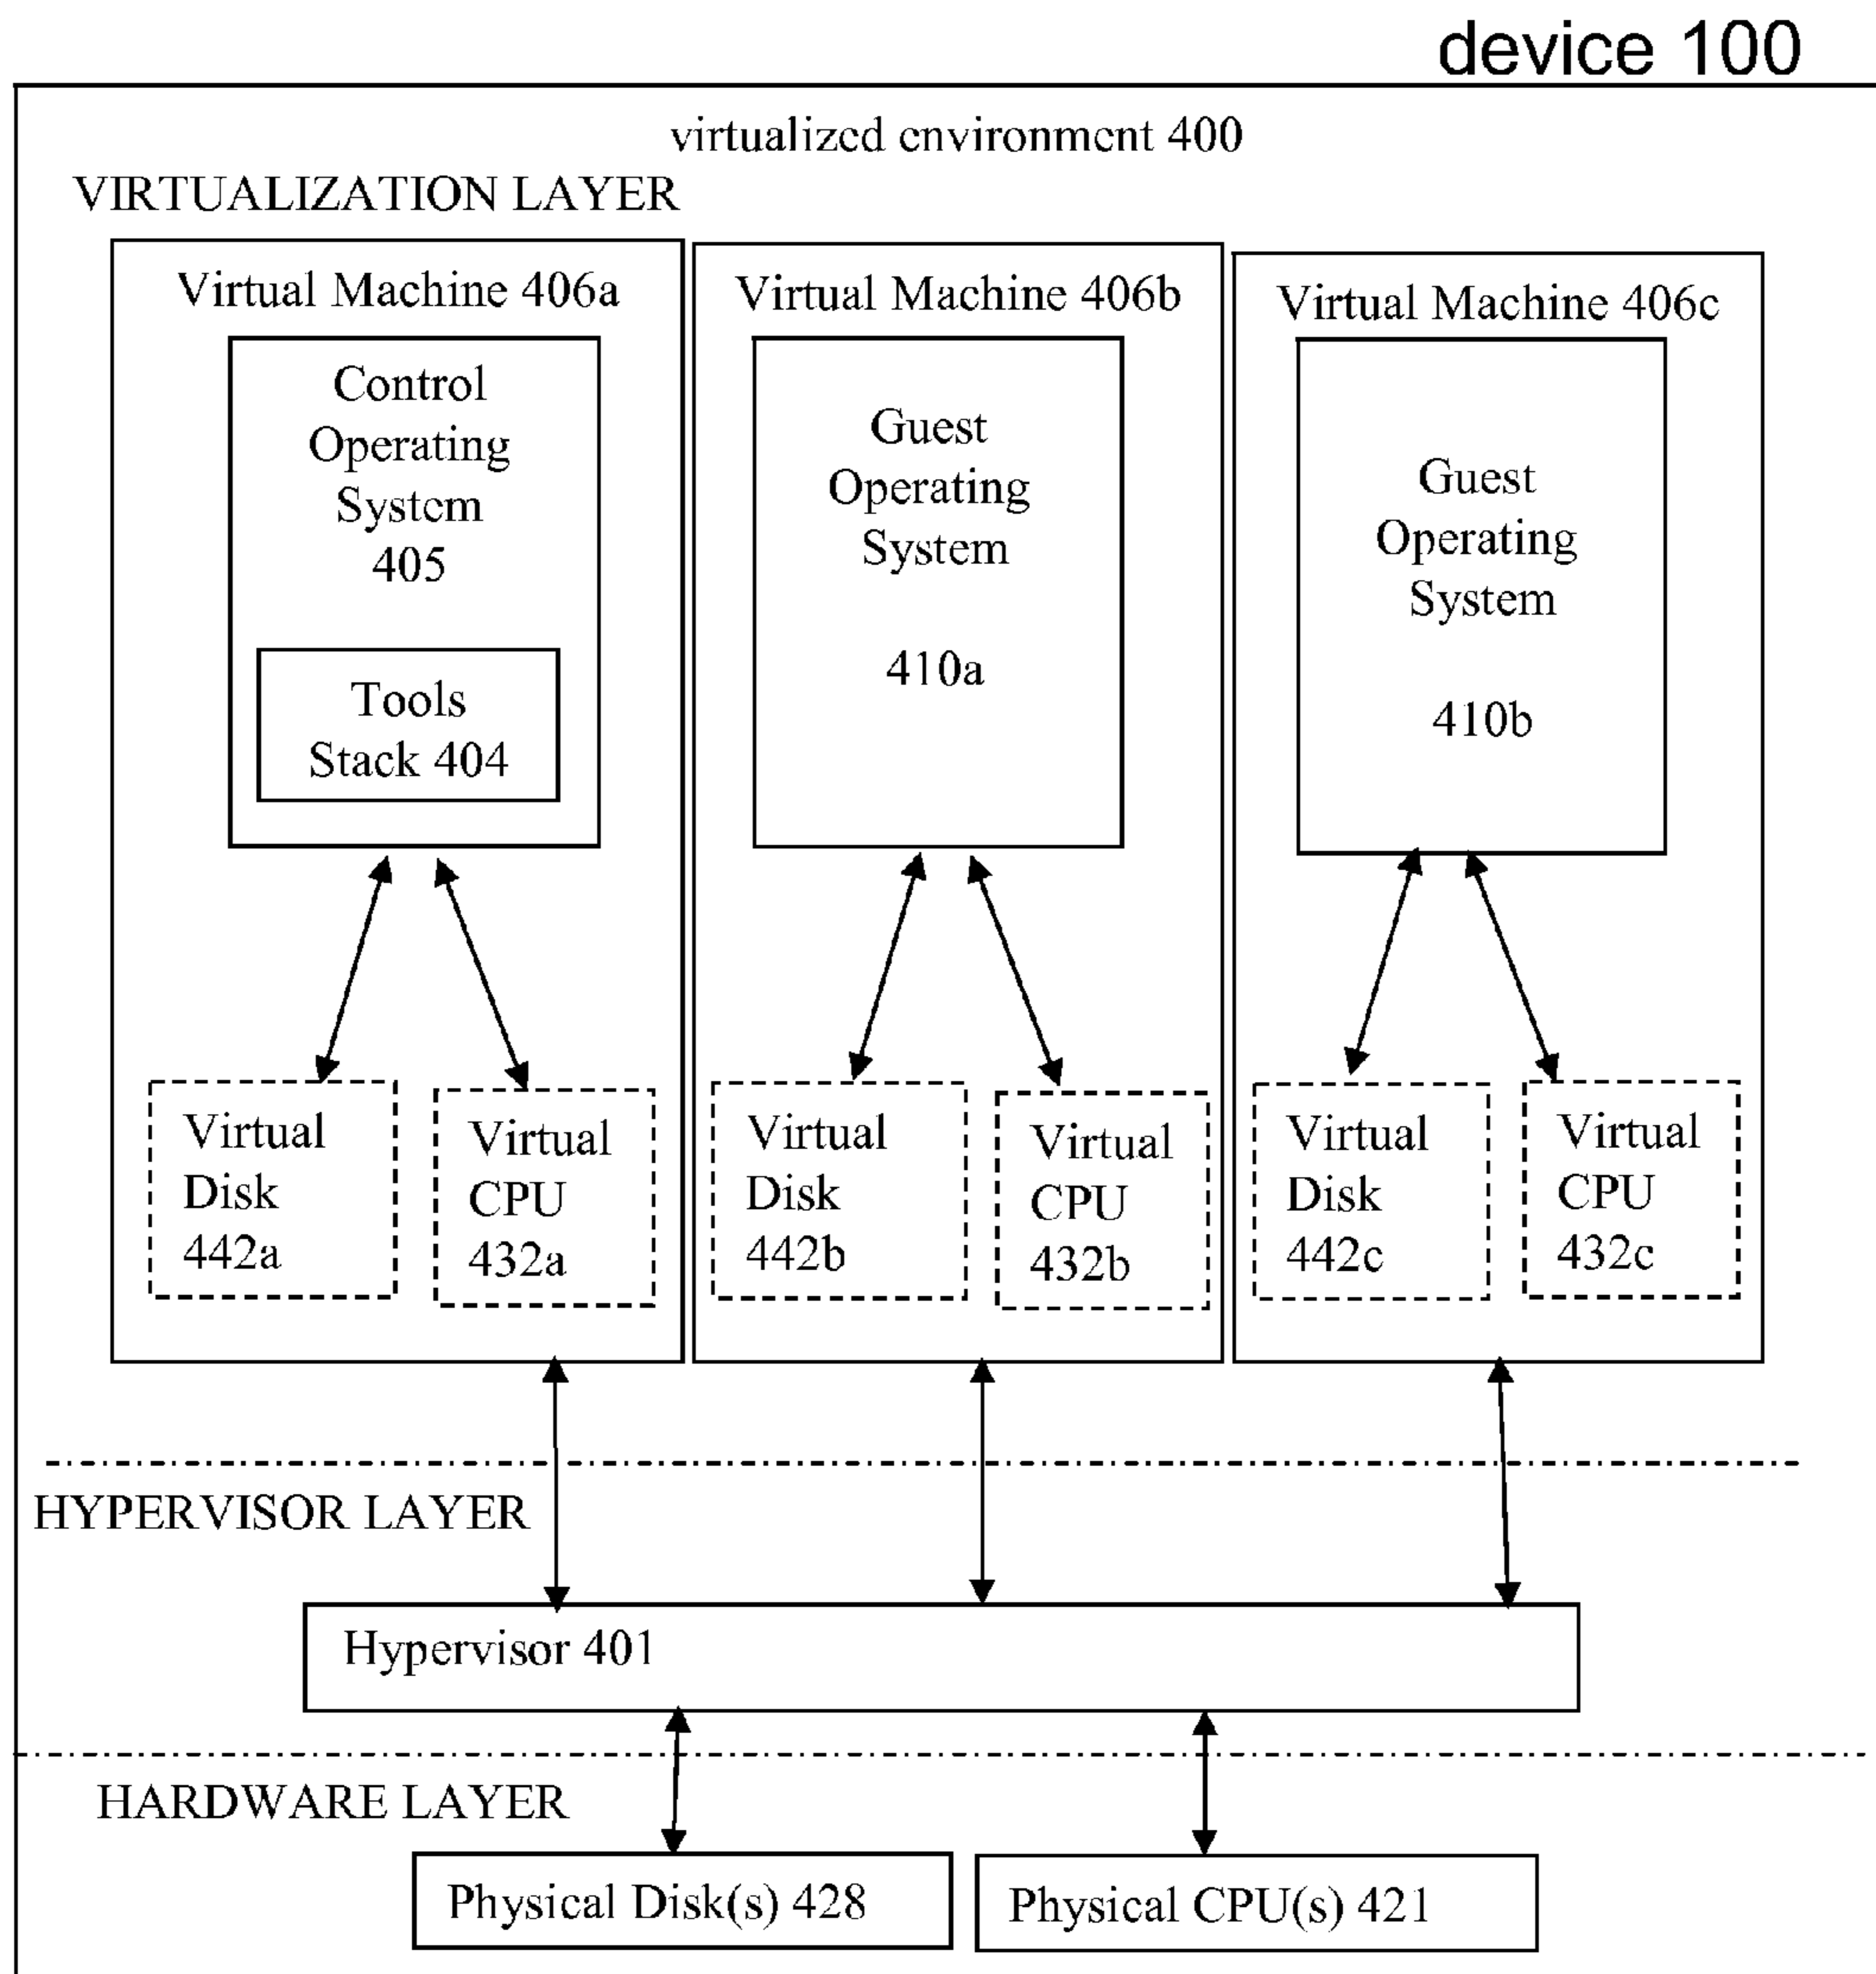 device 100
virtualized environment 400
VIRTUALIZATION LAYER
Virtual Machine 406a
Control
Operating
System
405
Tools
Stack 404
Virtual
Disk
442a
Virtual
CPU
432a
Virtual Machine 406b
Guest
Operating
System
410a
Virtual
Disk
442b
Virtual
CPU
432b
Virtual Machine 406c
Guest
Operating
System
410b
Virtual
Disk
442c
Virtual
CPU
432c
HYPERVISOR LAYER
Hypervisor 401
HARDWARE LAYER
Physical Disk(s) 428
Physical CPU(s) 421